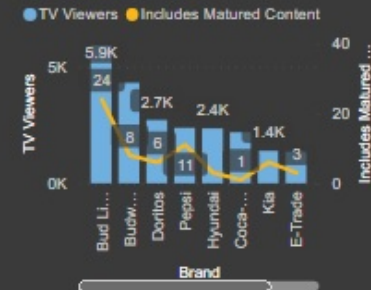 TV Viewers Includes Matured Content
5.9K
40
5K
24
2.7K
2.4K
20
8
6
11
1
1.4K
3
0K
0
TV Viewers
Includes Matured ...
Bud Li...
Budw...
Doritos
Pepsi
Hyundai
Coca-...
Kia
E-Trade
Brand